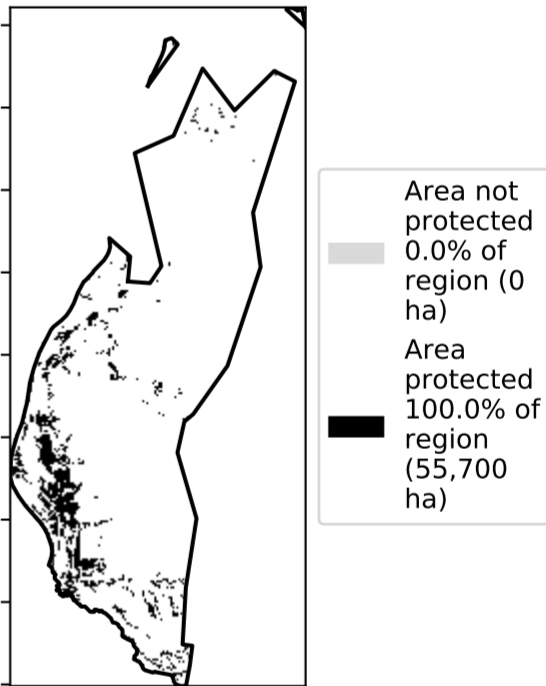 Area not
protected
0.0% of
region (0
ha)
Area
protected
100.0% of
region
(55,700
ha)